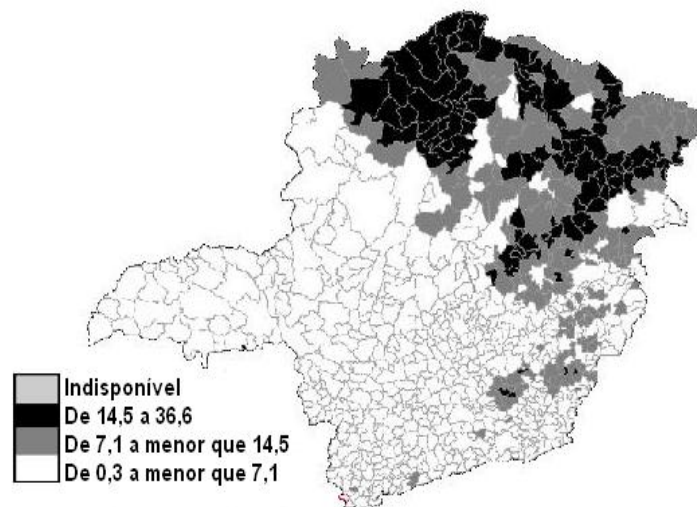 Indisponível
De 14,5 a 36,6
De 7,1 a menor que 14,5
De 0,3 a menor que 7,1